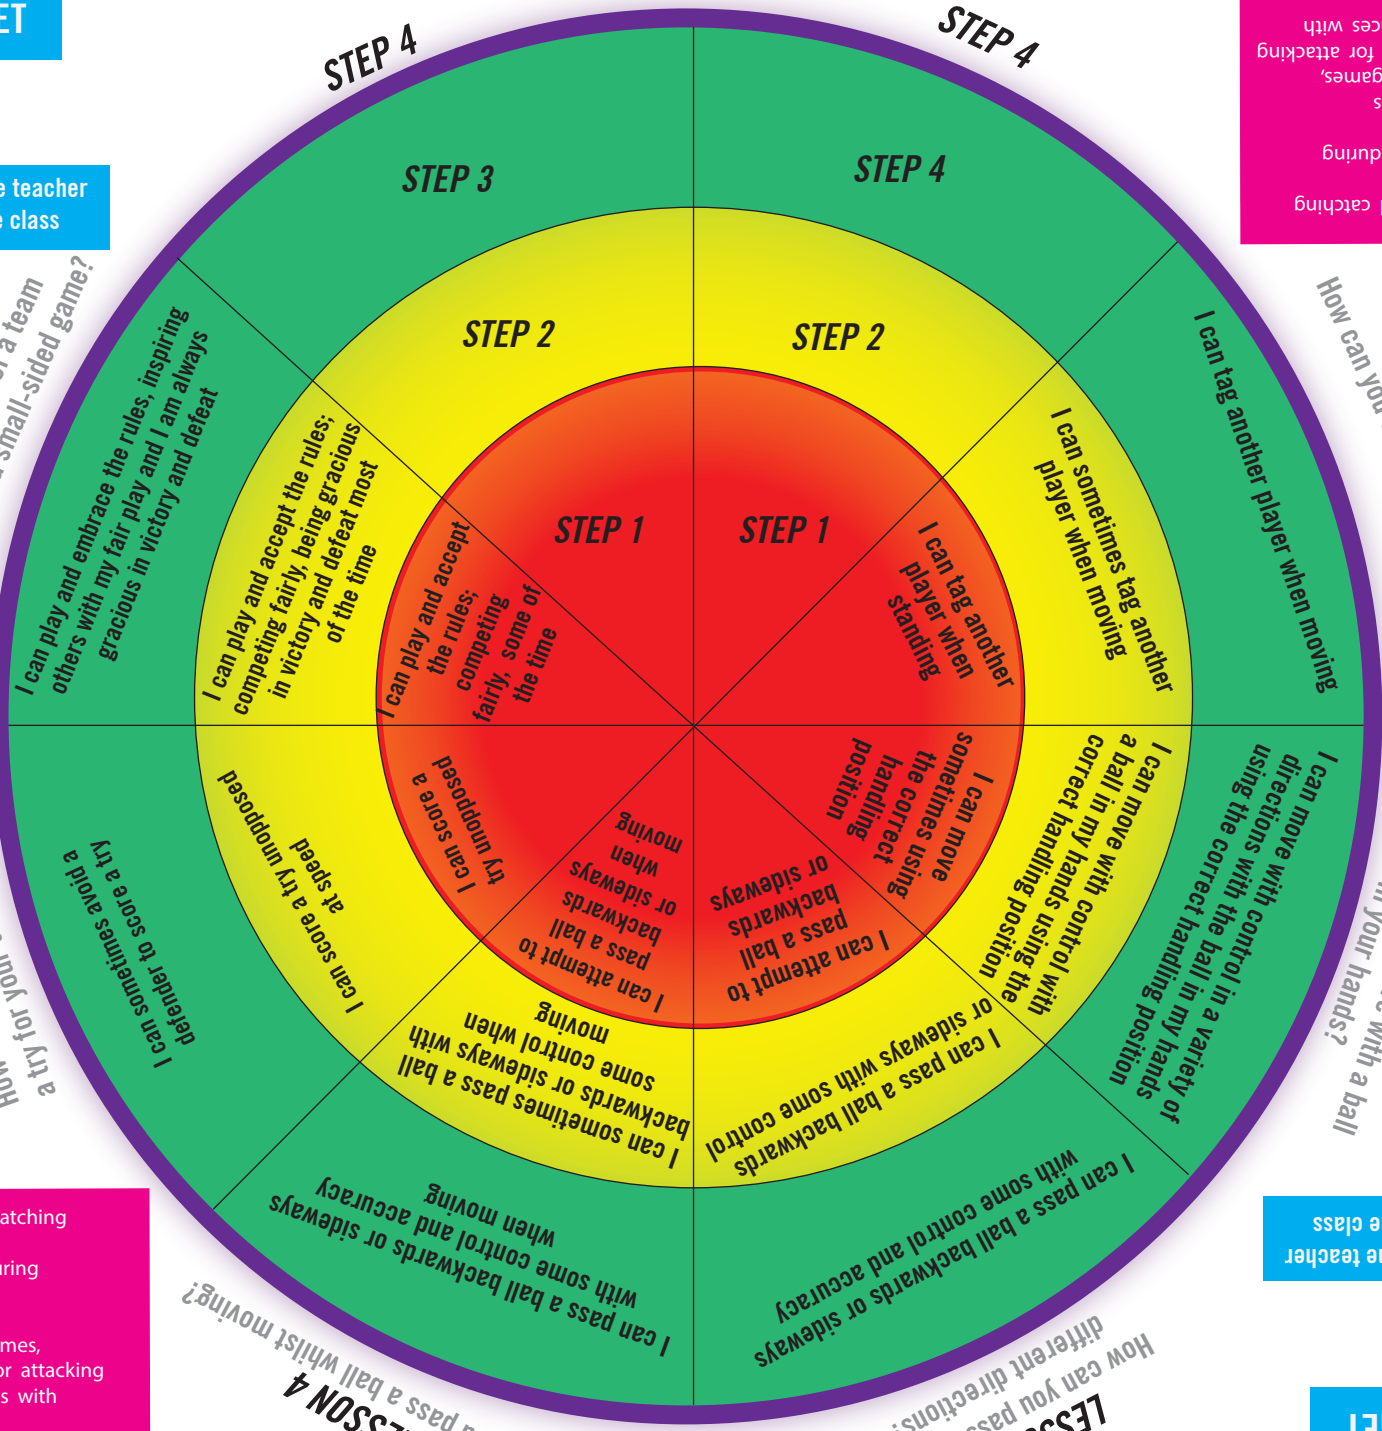 STEP 4
STEP 4
STEP 3
STEP 4
STEP 2
STEP 2
STEP 1
STEP 1
teacher
class
a team
small-sided game?
with
for attacking
games,
during
catching
How can you
I can play and embrace the rules, inspiring
others with my fair play and I am always
gracious in victory and defeat
I can play and accept the rules;
competing fairly, being gracious
in victory and defeat most
of the time
I can play and accept
the rules;
competing
fairly, some of
the time
I can tag another
player when
standing
I can sometimes tag another
player when moving
I can tag another player when moving
I can move
sometimes using
the correct
handling
position
I can move with control with
a ball in my hands using the
correct handling position
I can move with control in a variety of
directions with the ball in my hands
using the correct handling position
with a ball
in your hands?
I can attempt to
pass a ball
backwards
or sideways
I can pass a ball backwards
or sideways with some control
I can pass a ball backwards or sideways
with some control and accuracy
How can you pass
different directions?
I can attempt to
pass a ball
backwards
or sideways
when
moving
I can sometimes pass a ball
backwards or sideways with
some control when
moving
I can pass a ball backwards or sideways
with some control and accuracy
when moving
pass a ball whilst moving?
LESSON 4
I can score a
try unopposed
I can score a try unopposed
at speed
I can sometimes avoid a
defender to score a try
How
a try for your
attacking
with
class
teacher